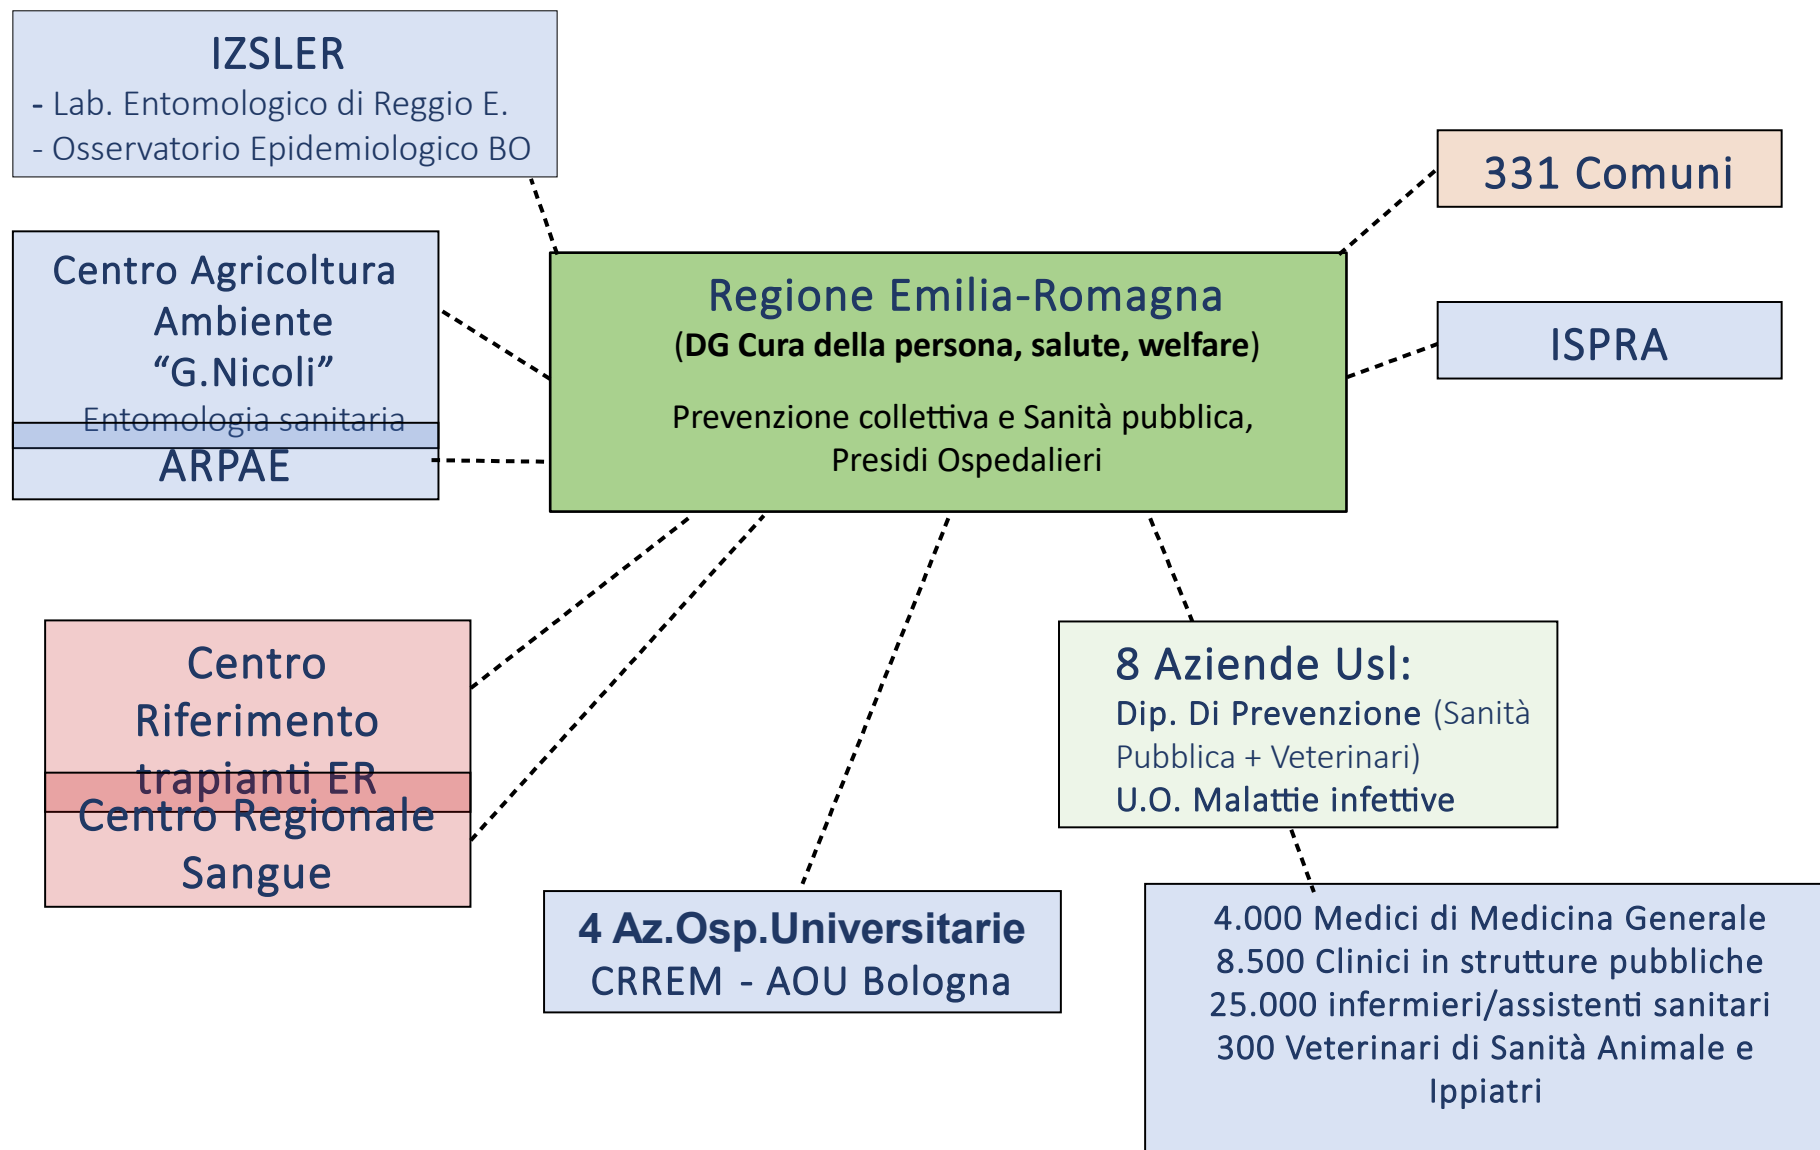 IZSLER
- Lab. Entomologico di Reggio E.
- Osservatorio Epidemiologico BO
331 Comuni
Centro Agricoltura
Ambiente
“G.Nicoli”
Entomologia sanitaria
ARPAE
Regione Emilia-Romagna
(DG Cura della persona, salute, welfare)
Prevenzione collettiva e Sanità pubblica,
Presidi Ospedalieri
ISPRA
Centro
Riferimento
trapianti ER
Centro Regionale
Sangue
4 Az.Osp.Universitarie
CRREM - AOU Bologna
8 Aziende Usl:
Dip. Di Prevenzione (Sanità
Pubblica + Veterinari)
U.O. Malattie infettive
4.000 Medici di Medicina Generale
8.500 Clinici in strutture pubbliche
25.000 infermieri/assistenti sanitari
300 Veterinari di Sanità Animale e
Ippiatri